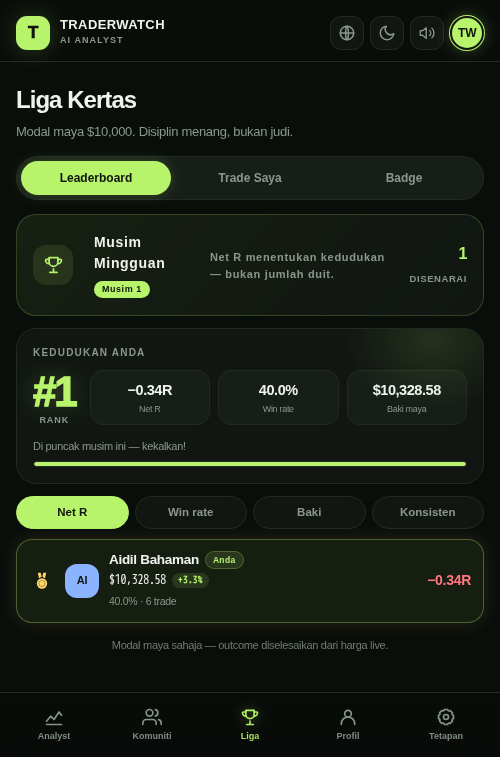 T
TRADERWATCH
AI ANALYST
TW
Liga Kertas
Modal maya $10,000. Disiplin menang, bukan judi.
Leaderboard
Trade Saya
Badge
Musim
Mingguan
Musim 1
Net R menentukan kedudukan
— bukan jumlah duit.
1
DISENARAI
KEDUDUKAN ANDA
#1
RANK
−0.34R
Net R
40.0%
Win rate
$10,328.58
Baki maya
Di puncak musim ini — kekalkan!
Net R
Win rate
Baki
Konsisten
AI
Aidil Bahaman Anda
$10,328.58 +3.3%
40.0% · 6 trade
−0.34R
Modal maya sahaja — outcome diselesaikan dari harga live.
Analyst
Komuniti
Liga
Profil
Tetapan